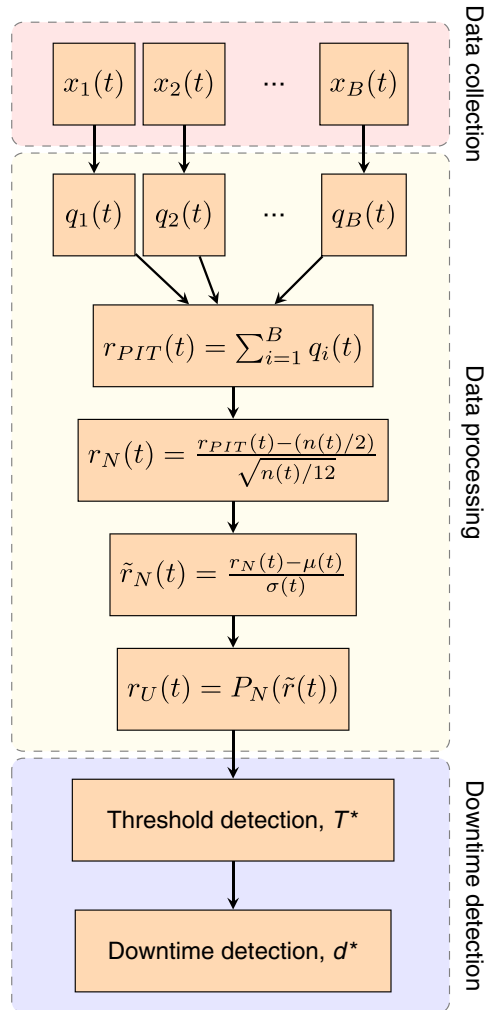 Data collection
x_1(t) x_2(t) ... x_B(t)
Data processing
q_1(t) q_2(t) ... q_B(t)
r_{PIT}(t) = \sum_{i=1}^{B} q_i(t)
r_N(t) = \frac{r_{PIT}(t)-(n(t)/2)}{\sqrt{n(t)/12}}
\tilde{r}_N(t) = \frac{r_N(t)-\mu(t)}{\sigma(t)}
r_U(t) = P_N(\tilde{r}(t))
Downtime detection
Threshold detection, T*
Downtime detection, d*